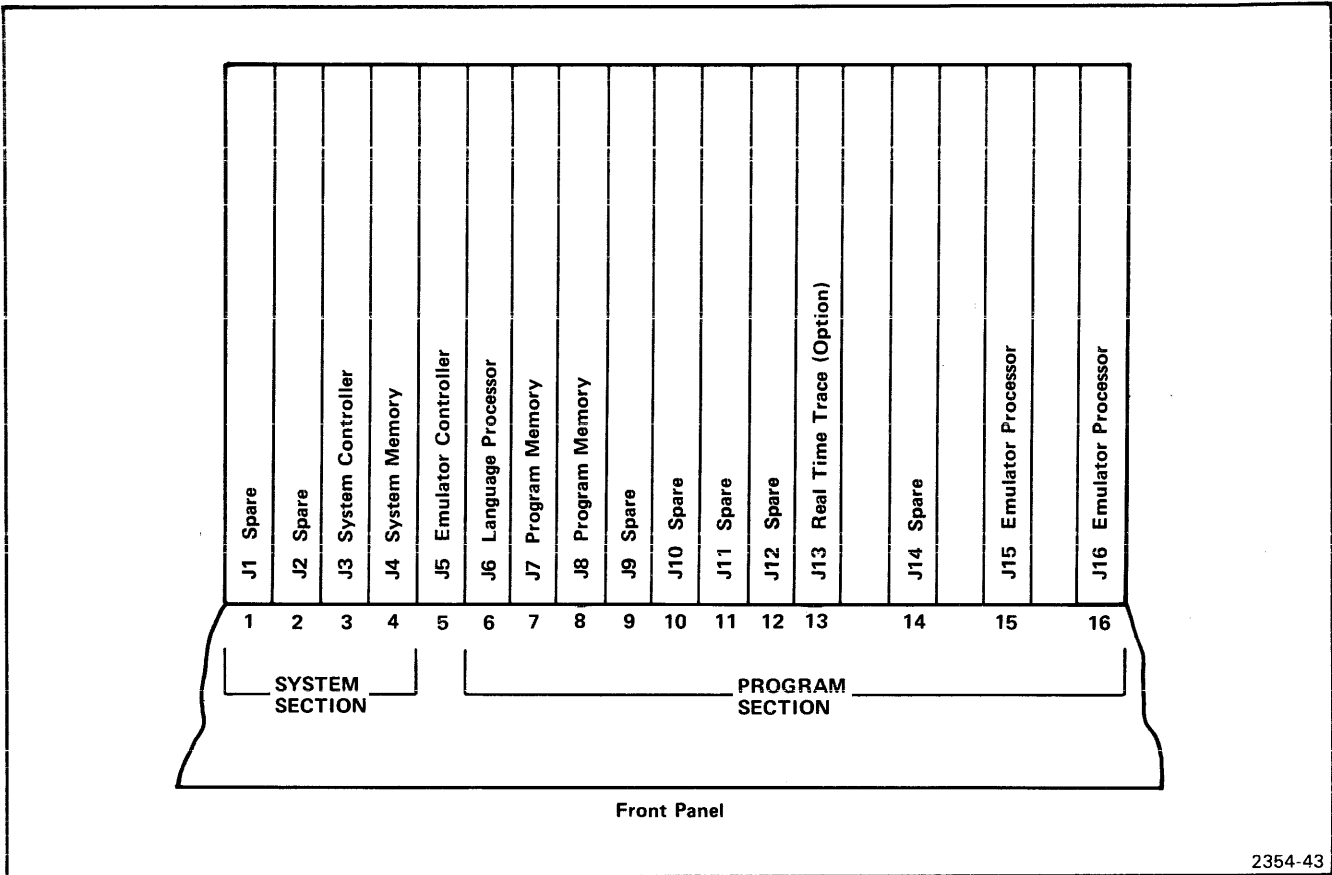 J1 Spare
J2 Spare
J3 System Controller
J4 System Memory
J5 Emulator Controller
J6 Language Processor
J7 Program Memory
J8 Program Memory
J9 Spare
J10 Spare
J11 Spare
J12 Spare
J13 Real Time Trace (Option)
J14 Spare
J15 Emulator Processor
J16 Emulator Processor
1 2 3 4 5 6 7 8 9 10 11 12 13 14 15 16
SYSTEM
SECTION
PROGRAM
SECTION
Front Panel
2354-43